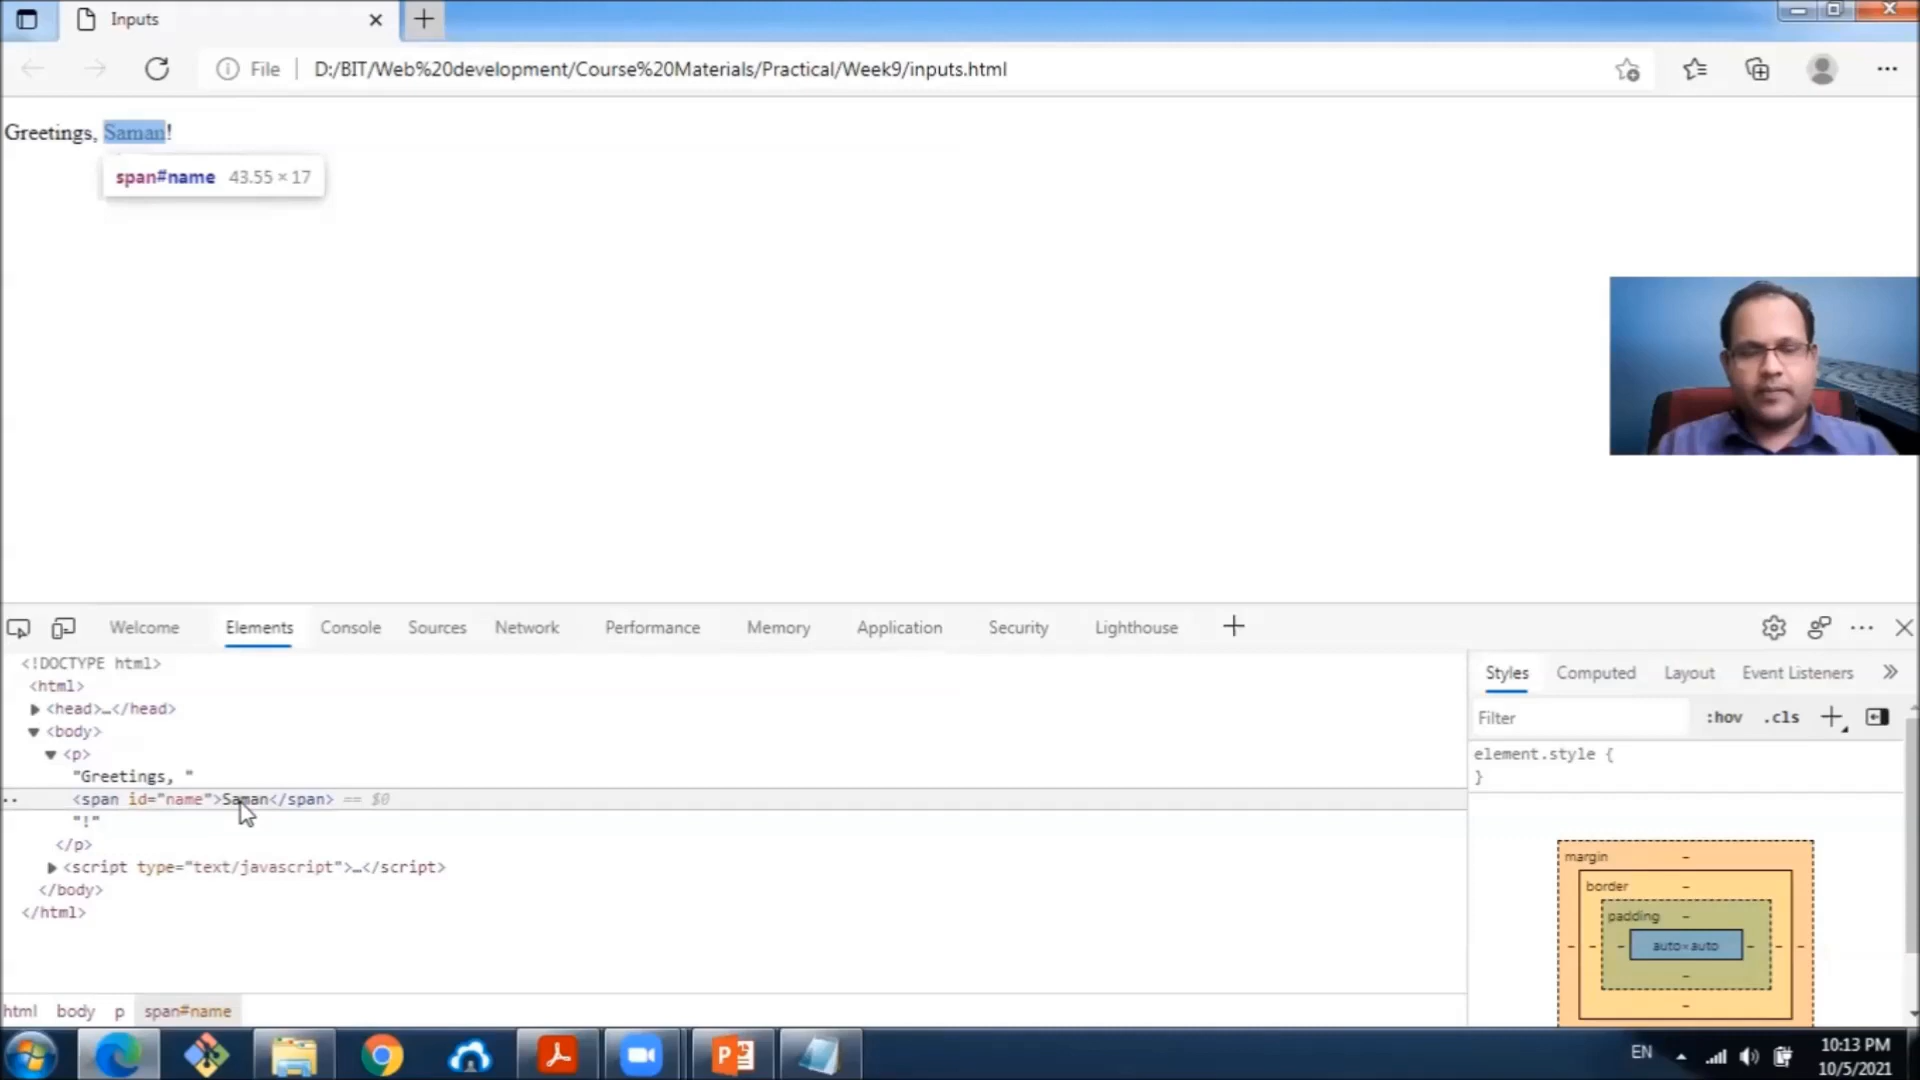 Inputs
File D:/BIT/Web%20development/Course%20Materials/Practical/Week9/inputs.html
Greetings, Saman!
span#name 43.55 × 17
Welcome Elements Console Sources Network Performance Memory Application Security Lighthouse
<!DOCTYPE html>
<html>
<head>…</head>
<body>
<p>
"Greetings, "
<span id="name">Saman</span> == $0
"!"
</p>
<script type="text/javascript">…</script>
</body>
</html>
html body p span#name
Styles Computed Layout Event Listeners
Filter :hov .cls
element.style {
}
margin –
border –
padding –
– – – auto×auto – – –
–
–
EN 10:13 PM
10/5/2021